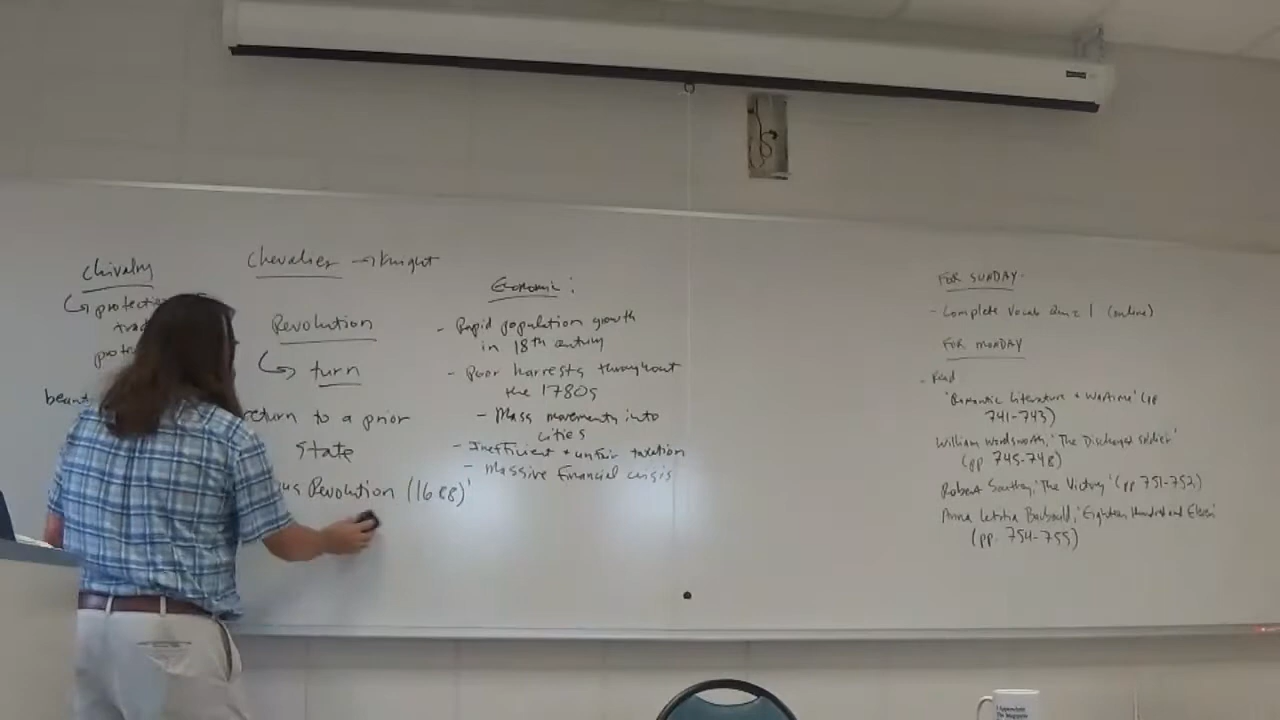 Chivalry
protection
Chevalier → Knight
Revolution
turn
return to a prior
state
Revolution (1688)'
Economic:
- Rapid population growth
in 18th century
- Poor harvests throughout
the 1780s
- Mass movements into
cities
- Inefficient + unfair taxation
- Massive financial crisis
FOR SUNDAY.
- Complete Vocab Quiz 1 (online)
FOR MONDAY
- Read
'Romantic Literature + Wartime' (pp
741-743)
William Wordsworth, 'The Discharged Soldier'
(pp 745-748)
Robert Southey, 'The Victory' (pp 751-752)
Anna Letitia Barbauld, 'Eighteen Hundred and Eleven'
(pp. 754-755)